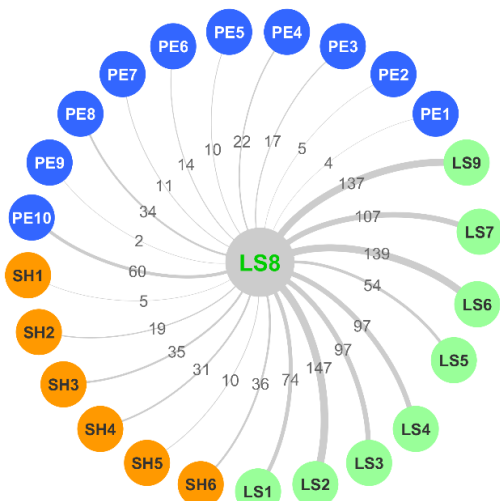 PE5
PE4
PE6
PE3
PE7
PE2
PE8
PE1
PE9
LS9
PE10
LS7
SH1
LS6
SH2
LS5
SH3
LS4
SH4
LS3
SH5
LS2
SH6
LS1
LS8
22
17
10
5
14
4
11
137
34
107
2
139
60
54
5
97
19
97
35
147
31
74
10
36